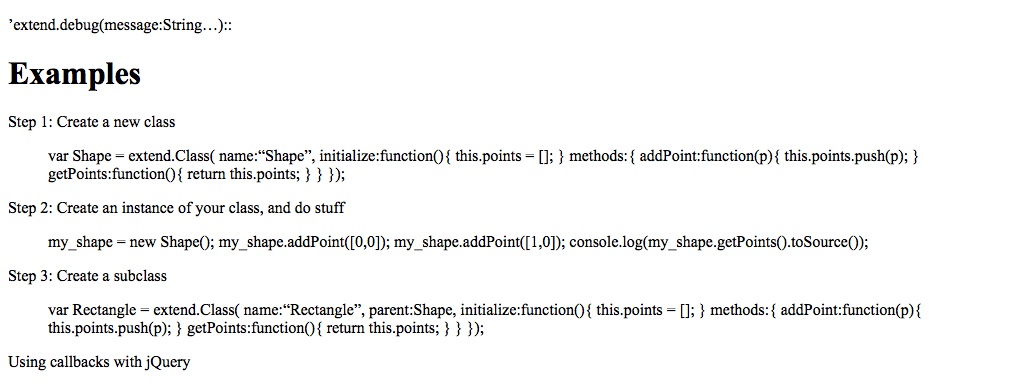 ’extend.debug(message:String…)::
Examples
Step 1: Create a new class
var Shape = extend.Class( name:“Shape”, initialize:function(){ this.points = []; } methods:{ addPoint:function(p){ this.points.push(p); }
getPoints:function(){ return this.points; } } });
Step 2: Create an instance of your class, and do stuff
my_shape = new Shape(); my_shape.addPoint([0,0]); my_shape.addPoint([1,0]); console.log(my_shape.getPoints().toSource());
Step 3: Create a subclass
var Rectangle = extend.Class( name:“Rectangle”, parent:Shape, initialize:function(){ this.points = []; } methods:{ addPoint:function(p){
this.points.push(p); } getPoints:function(){ return this.points; } } });
Using callbacks with jQuery